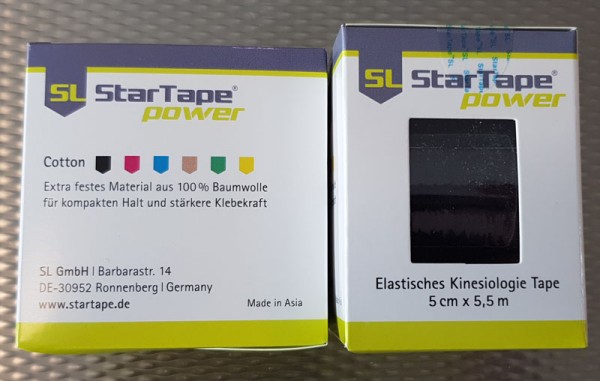 SL StarTape®
power
Cotton
Extra festes Material aus 100% Baumwolle
für kompakten Halt und stärkere Klebekraft
SL GmbH | Barbarastr. 14
DE-30952 Ronnenberg | Germany
www.startape.de
Made in Asia
SL StarTape®
power
Elastisches Kinesiologie Tape
5 cm x 5,5 m